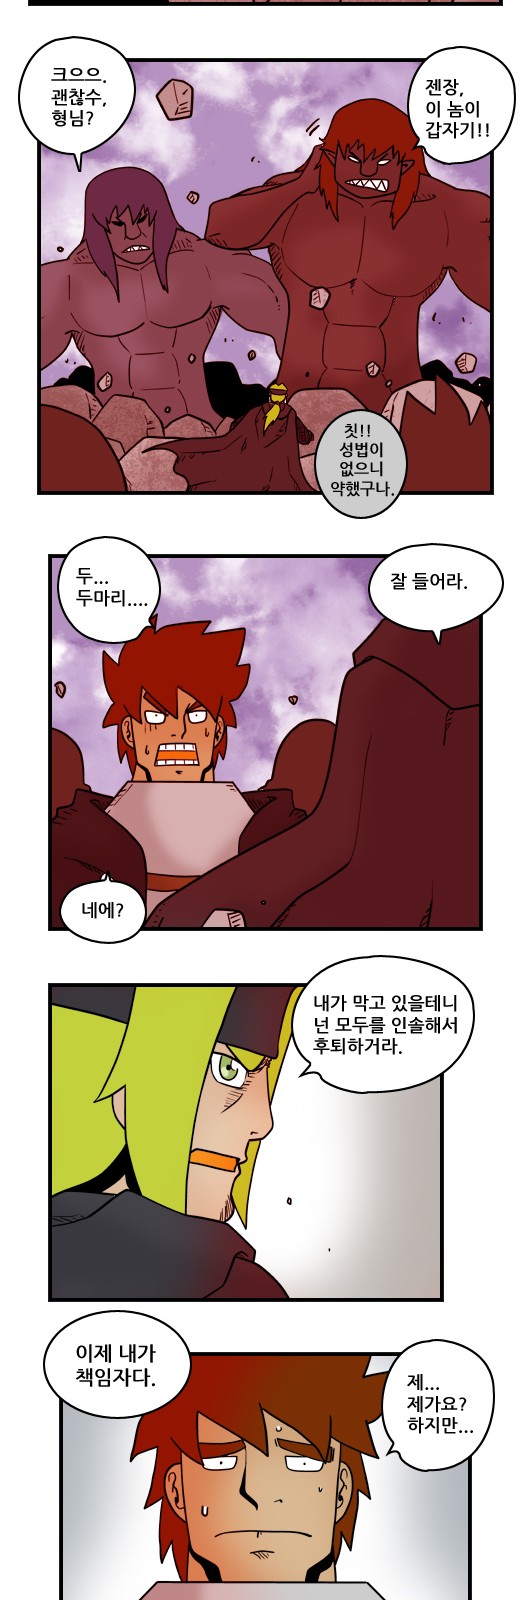 크으으.
괜찮수,
형님?
젠장,
이 놈이
갑자기!!
칫!!
성법이
없으니
약했구나.
두...
두마리....
잘 들어라.
네에?
내가 막고 있을테니
넌 모두를 인솔해서
후퇴하거라.
이제 내가
책임자다.
제...
제가요?
하지만...